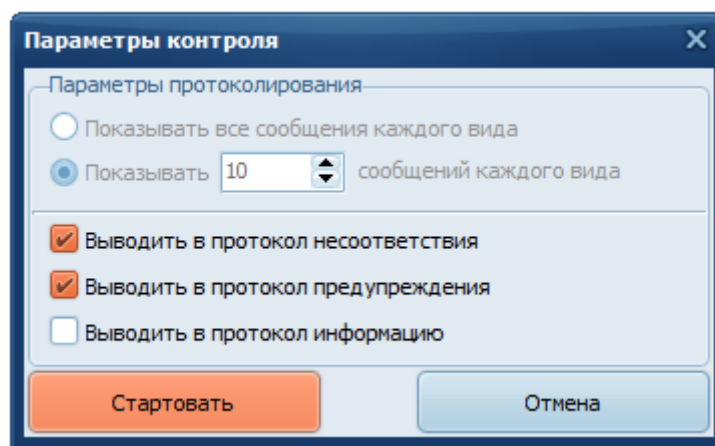 Параметры контроля
Параметры протоколирования
Показывать все сообщения каждого вида
Показывать 10 сообщений каждого вида
Выводить в протокол несоответствия
Выводить в протокол предупреждения
Выводить в протокол информацию
Стартовать Отмена